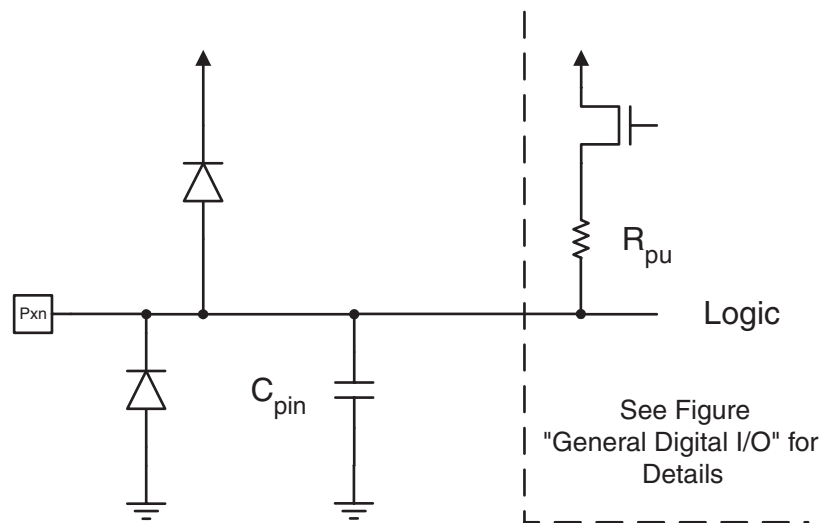 R_pu
Pxn
Logic
C_pin
See Figure
"General Digital I/O" for
Details